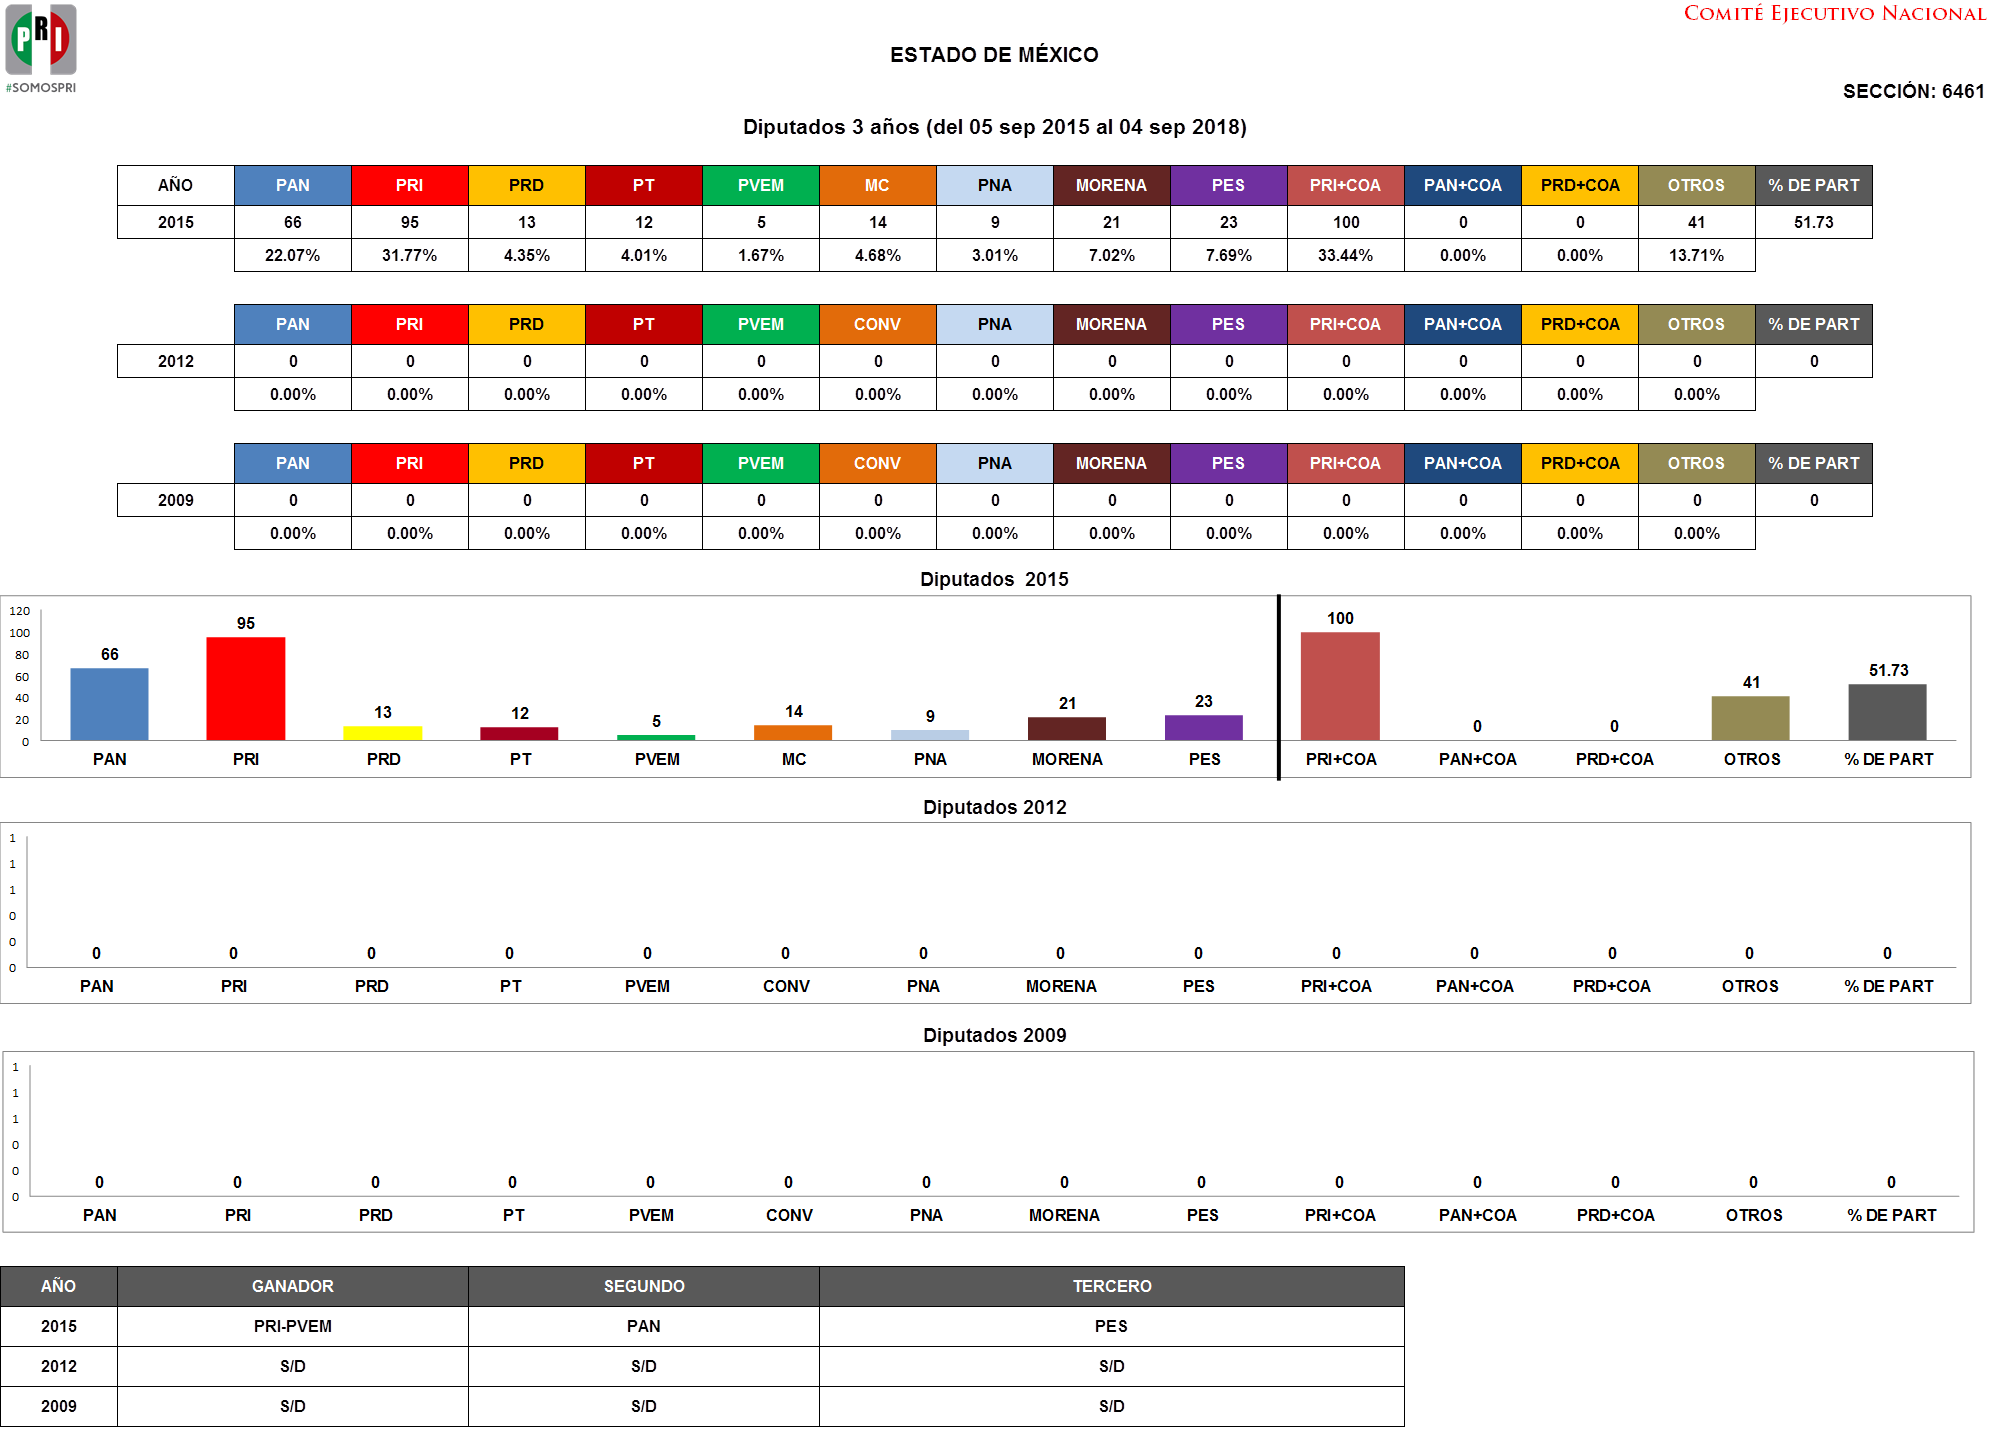 PRI
#SOMOSPRI
COMITÉ EJECUTIVO NACIONAL
ESTADO DE MÉXICO
SECCIÓN: 6461
Diputados 3 años (del 05 sep 2015 al 04 sep 2018)
AÑO PAN PRI PRD PT PVEM MC PNA MORENA PES PRI+COA PAN+COA PRD+COA OTROS % DE PART
2015 66 95 13 12 5 14 9 21 23 100 0 0 41 51.73
22.07% 31.77% 4.35% 4.01% 1.67% 4.68% 3.01% 7.02% 7.69% 33.44% 0.00% 0.00% 13.71%
PAN PRI PRD PT PVEM CONV PNA MORENA PES PRI+COA PAN+COA PRD+COA OTROS % DE PART
2012 0 0 0 0 0 0 0 0 0 0 0 0 0 0
0.00% 0.00% 0.00% 0.00% 0.00% 0.00% 0.00% 0.00% 0.00% 0.00% 0.00% 0.00% 0.00%
PAN PRI PRD PT PVEM CONV PNA MORENA PES PRI+COA PAN+COA PRD+COA OTROS % DE PART
2009 0 0 0 0 0 0 0 0 0 0 0 0 0 0
0.00% 0.00% 0.00% 0.00% 0.00% 0.00% 0.00% 0.00% 0.00% 0.00% 0.00% 0.00% 0.00%
Diputados 2015
120
100
80
60
40
20
0
66 95 13 12 5 14 9 21 23 100 0 0 41 51.73
PAN PRI PRD PT PVEM MC PNA MORENA PES PRI+COA PAN+COA PRD+COA OTROS % DE PART
Diputados 2012
1
1
1
0
0
0
0 0 0 0 0 0 0 0 0 0 0 0 0 0
PAN PRI PRD PT PVEM CONV PNA MORENA PES PRI+COA PAN+COA PRD+COA OTROS % DE PART
Diputados 2009
1
1
1
0
0
0
0 0 0 0 0 0 0 0 0 0 0 0 0 0
PAN PRI PRD PT PVEM CONV PNA MORENA PES PRI+COA PAN+COA PRD+COA OTROS % DE PART
AÑO GANADOR SEGUNDO TERCERO
2015 PRI-PVEM PAN PES
2012 S/D S/D S/D
2009 S/D S/D S/D